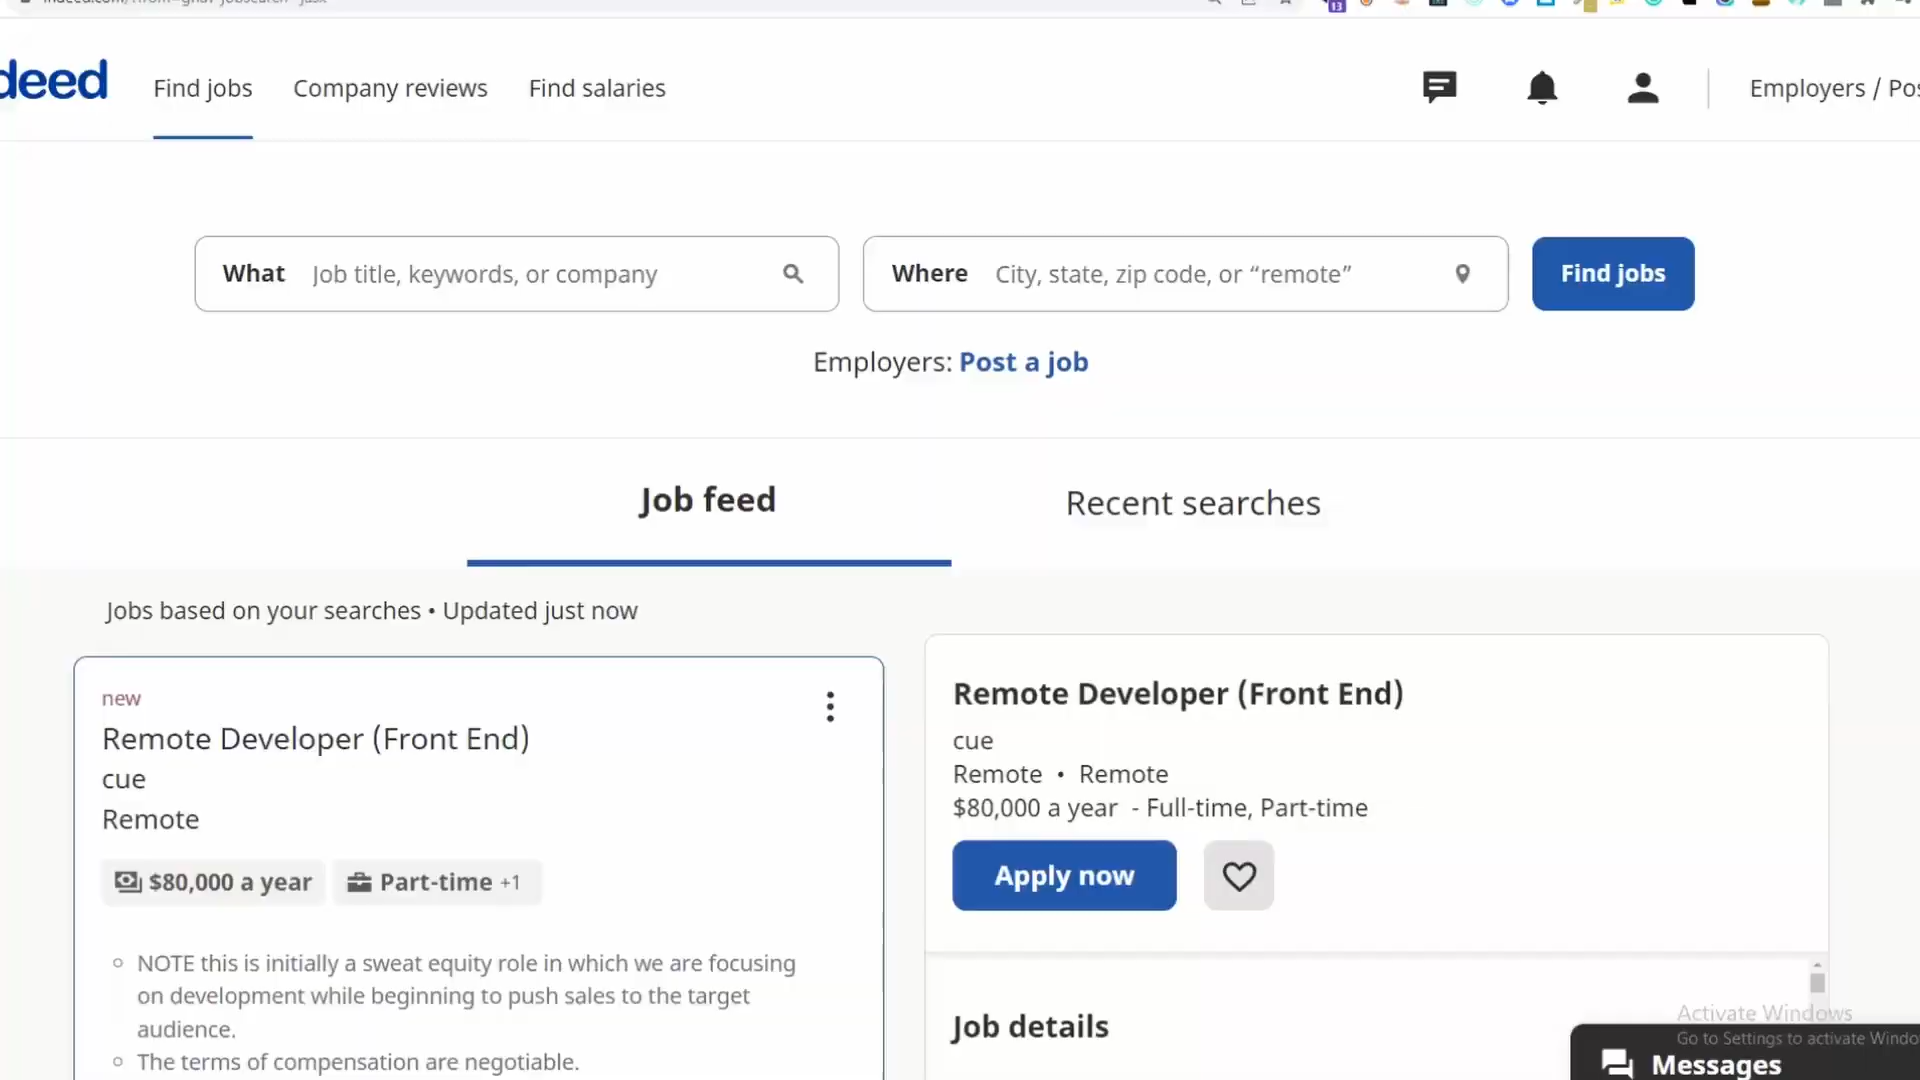 deed
Find jobs
Company reviews
Find salaries
13
Employers / Pos
What Job title, keywords, or company
Where City, state, zip code, or “remote”
Find jobs
Employers: Post a job
Job feed
Recent searches
Jobs based on your searches • Updated just now
new
Remote Developer (Front End)
cue
Remote
$80,000 a year
Part-time +1
NOTE this is initially a sweat equity role in which we are focusing
on development while beginning to push sales to the target
audience.
The terms of compensation are negotiable.
Remote Developer (Front End)
cue
Remote • Remote
$80,000 a year - Full-time, Part-time
Apply now
Job details
Activate Windows
Go to Settings to activate Windo
Messages